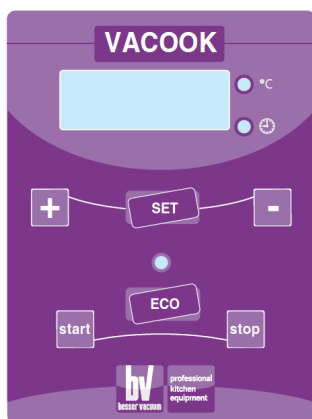 VACOOK
°C
+
SET
-
ECO
start
stop
bv
besser vacuum
professional
kitchen
equipment